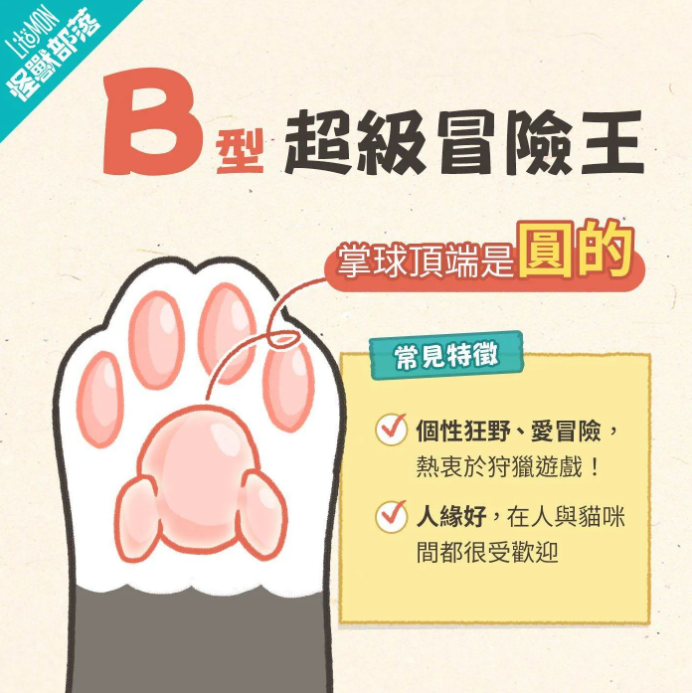 LitoMON
怪獸部落
B型 超級冒險王
掌球頂端是圓的
常見特徵
個性狂野、愛冒險，
熱衷於狩獵遊戲！
人緣好，在人與貓咪
間都很受歡迎